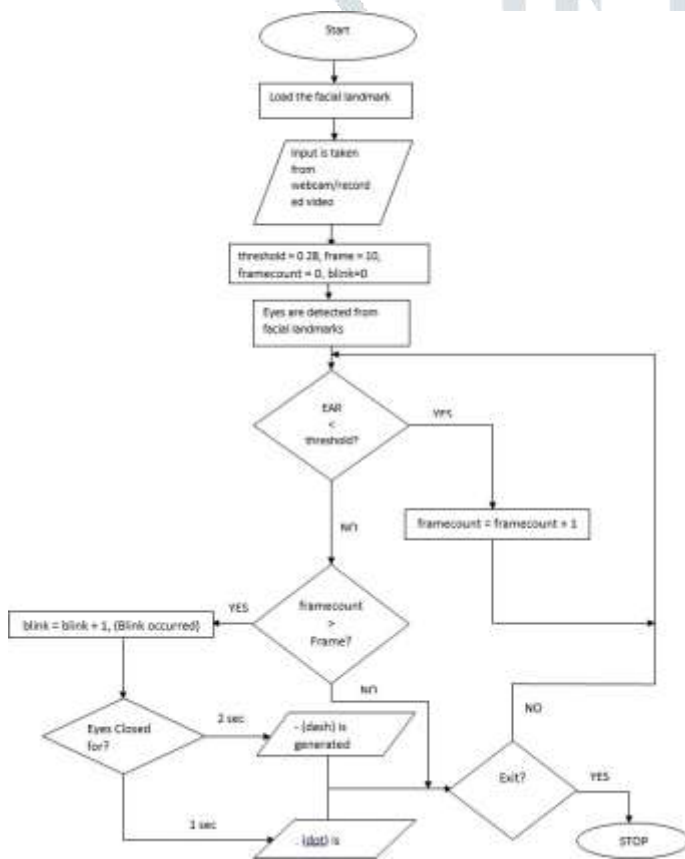 Start
Load the facial landmark
Input is taken
from
webcam/record
ed video
threshold = 0.28, frame = 10,
framecount = 0, blink=0
Eyes are detected from
facial landmarks
EAR
<
threshold?
YES
framecount = framecount + 1
NO
framecount
>
Frame?
YES
blink = blink + 1, (Blink occurred)
NO
Eyes Closed
for?
2 sec
- (dash) is
generated
1 sec
. (dot) is
Exit?
NO
YES
STOP